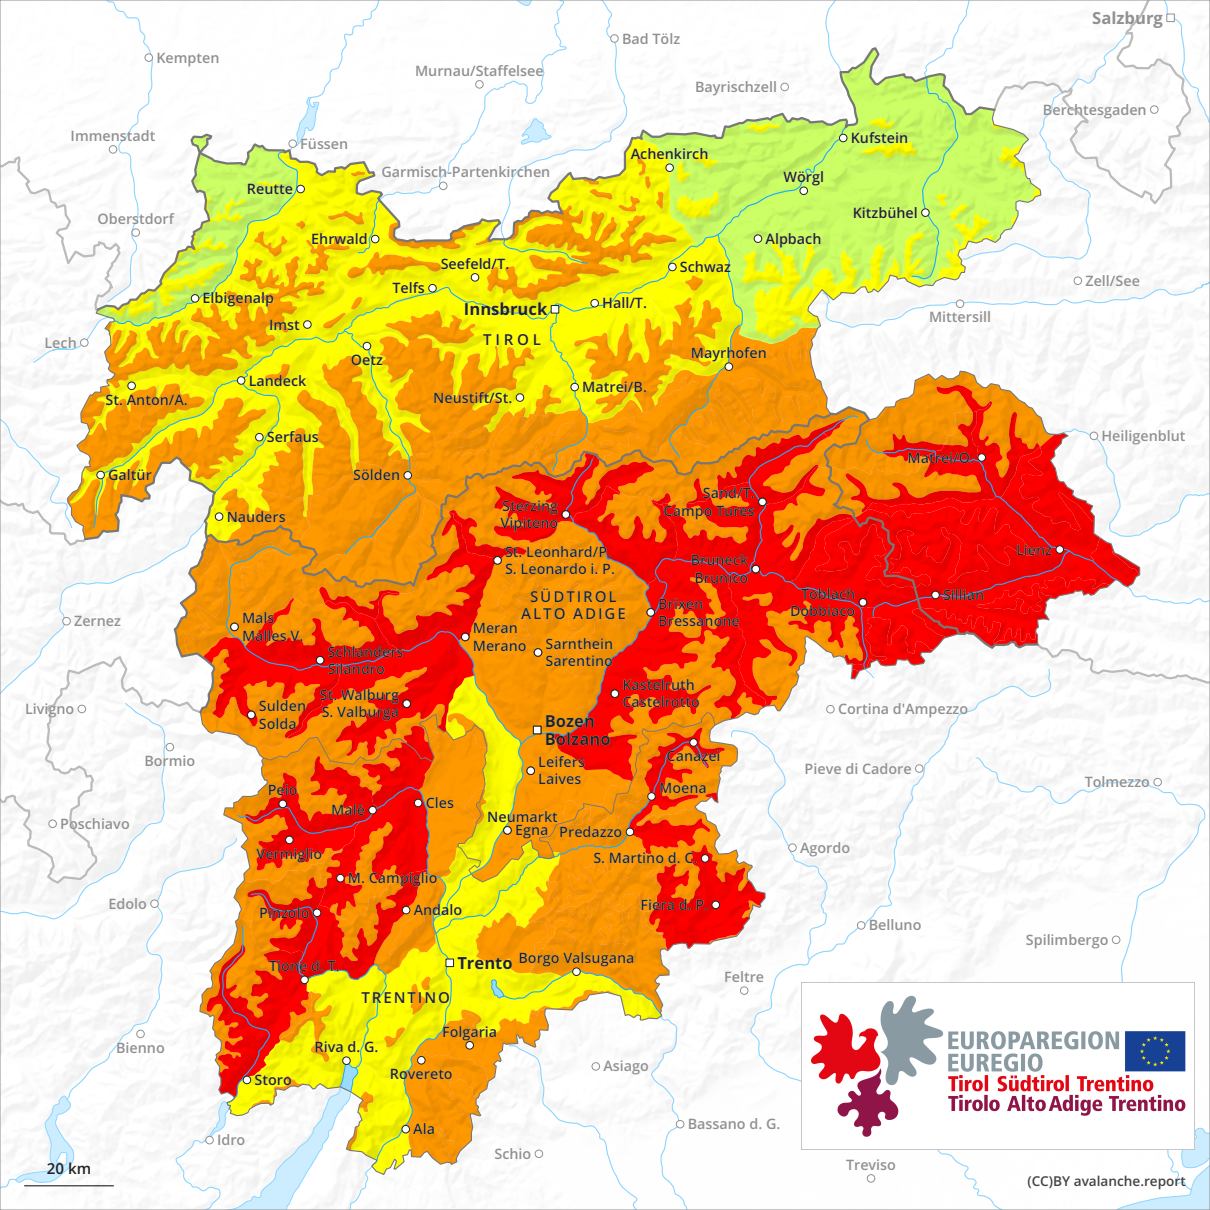 Salzburg
Bad Tölz
Kempten
Murnau/Staffelsee
Bayrischzell
Berchtesgaden
Immenstadt
Füssen
Kufstein
Achenkirch
Garmisch-Partenkirchen
Wörgl
Reutte
Oberstdorf
Kitzbühel
Ehrwald
Alpbach
Seefeld/T.
Schwaz
Zell/See
Telfs
Elbigenalp
Hall/T.
Innsbruck
Mittersill
Imst
TIROL
Lech
Oetz
Mayrhofen
Landeck
Matrei/B.
St. Anton/A.
Neustift/St.
Serfaus
Heiligenblut
Matrei/O.
Galtür
Sölden
Sand/T.
Campo Tures
Sterzing
Vipiteno
Nauders
Lienz
St. Leonhard/P.
S. Leonardo i. P.
Bruneck
Brunico
SÜDTIROL
ALTO ADIGE
Toblach
Dobbiaco
Sillian
Brixen
Bressanone
Zernez
Mals
Malles V.
Meran
Merano
Sarnthein
Sarentino
Schlanders
Silandro
Kastelruth
Castelrotto
St. Walburg
S. Valburga
Livigno
Sulden
Solda
Cortina d'Ampezzo
Bozen
Bolzano
Bormio
Canazei
Leifers
Laives
Pieve di Cadore
Tolmezzo
Peio
Moena
Malè
Cles
Neumarkt
Egna
Predazzo
Poschiavo
Vermiglio
S. Martino d. C.
Agordo
M. Campiglio
Edolo
Pinzolo
Andalo
Fiera d. P.
Belluno
Spilimbergo
Tione d. T.
Trento
Borgo Valsugana
Feltre
TRENTINO
Folgaria
Bienno
Riva d. G.
Rovereto
Storo
Asiago
EUROPAREGION
EUREGIO
Tirol Südtirol Trentino
Tirolo Alto Adige Trentino
Ala
Bassano d. G.
Idro
Schio
Treviso
20 km
(CC)BY avalanche.report